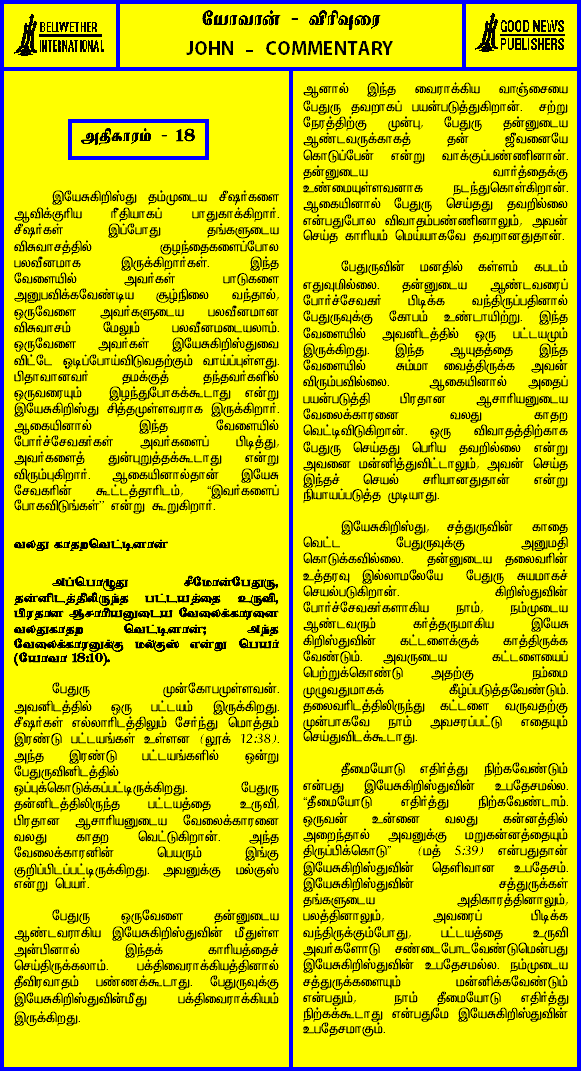 BELIWETHER
INTERNATIONAL
யோவான் - விரிவுரை
JOHN - COMMENTARY
GOOD NEWS
PUBLISHERS
அதிகாரம் - 18
இயேசுகிறிஸ்து தம்முடைய சீஷர்களை
ஆவிக்குரிய ரீதியாகப் பாதுகாக்கிறார்.
சீஷர்கள் இப்போது தங்களுடைய
விசுவாசத்தில் குழந்தைகளைப்போல
பலவீனமாக இருக்கிறார்கள். இந்த
வேளையில் அவர்கள் பாடுகளை
அனுபவிக்கவேண்டிய சூழ்நிலை வந்தால்,
ஒருவேளை அவர்களுடைய பலவீனமான
விசுவாசம் மேலும் பலவீனமடையலாம்.
ஒருவேளை அவர்கள் இயேசுகிறிஸ்துவை
விட்டே ஓடிப்போய்விடுவதற்கும் வாய்ப்புள்ளது.
பிதாவானவர் தமக்குத் தந்தவர்களில்
ஒருவரையும் இழந்துபோகக்கூடாது என்று
இயேசுகிறிஸ்து சித்தமுள்ளவராக இருக்கிறார்.
ஆகையினால் இந்த வேளையில்
போர்ச்சேவகர்கள் அவர்களைப் பிடித்து,
அவர்களைத் துன்புறுத்தக்கூடாது என்று
விரும்புகிறார். ஆகையினால்தான் இயேசு
சேவகரின் கூட்டத்தாரிடம், "இவர்களைப்
போகவிடுங்கள்" என்று கூறுகிறார்.
வலது காதறவெட்டினான்
அப்பொழுது சீமோன்பேதுரு,
தன்னிடத்திலிருந்த பட்டயத்தை உருவி,
பிரதான ஆசாரியனுடைய வேலைக்காரனை
வலதுகாதற வெட்டினான்; அந்த
வேலைக்காரனுக்கு மல்குஸ் என்று பெயர்
(யோவா 18:10).
பேதுரு முன்கோபமுள்ளவன்.
அவனிடத்தில் ஒரு பட்டயம் இருக்கிறது.
சீஷர்கள் எல்லாரிடத்திலும் சேர்ந்து மொத்தம்
இரண்டு பட்டயங்கள் உள்ளன (லூக் 12:38).
அந்த இரண்டு பட்டயங்களில் ஒன்று
பேதுருவினிடத்தில்
ஒப்புக்கொடுக்கப்பட்டிருக்கிறது. பேதுரு
தன்னிடத்திலிருந்த பட்டயத்தை உருவி,
பிரதான ஆசாரியனுடைய வேலைக்காரனை
வலது காதற வெட்டுகிறான். அந்த
வேலைக்காரனின் பெயரும் இங்கு
குறிப்பிடப்பட்டிருக்கிறது. அவனுக்கு மல்குஸ்
என்று பெயர்.
பேதுரு ஒருவேளை தன்னுடைய
ஆண்டவராகிய இயேசுகிறிஸ்துவின் மீதுள்ள
அன்பினால் இந்தக் காரியத்தைச்
செய்திருக்கலாம். பக்திவைராக்கியத்தினால்
தீவிரவாதம் பண்ணக்கூடாது. பேதுருவுக்கு
இயேசுகிறிஸ்துவின்மீது பக்திவைராக்கியம்
இருக்கிறது.
ஆனால் இந்த வைராக்கிய வாஞ்சையை
பேதுரு தவறாகப் பயன்படுத்துகிறான். சற்று
நேரத்திற்கு முன்பு, பேதுரு தன்னுடைய
ஆண்டவருக்காகத் தன் ஜீவனையே
கொடுப்பேன் என்று வாக்குப்பண்ணினான்.
தன்னுடைய வார்த்தைக்கு
உண்மையுள்ளவனாக நடந்துகொள்கிறான்.
ஆகையினால் பேதுரு செய்தது தவறில்லை
என்பதுபோல விவாதம்பண்ணினாலும், அவன்
செய்த காரியம் மெய்யாகவே தவறானதுதான்.
பேதுருவின் மனதில் கள்ளம் கபடம்
எதுவுமில்லை. தன்னுடைய ஆண்டவரைப்
போர்ச்சேவகர் பிடிக்க வந்திருப்பதினால்
பேதுருவுக்கு கோபம் உண்டாயிற்று. இந்த
வேளையில் அவனிடத்தில் ஒரு பட்டயமும்
இருக்கிறது. இந்த ஆயுதத்தை இந்த
வேளையில் சும்மா வைத்திருக்க அவன்
விரும்பவில்லை. ஆகையினால் அதைப்
பயன்படுத்தி பிரதான ஆசாரியனுடைய
வேலைக்காரனை வலது காதற
வெட்டிவிடுகிறான். ஒரு விவாதத்திற்காக
பேதுரு செய்தது பெரிய தவறில்லை என்று
அவனை மன்னித்துவிட்டாலும், அவன் செய்த
இந்தச் செயல் சரியானதுதான் என்று
நியாயப்படுத்த முடியாது.
இயேசுகிறிஸ்து, சத்துருவின் காதை
வெட்ட பேதுருவுக்கு அனுமதி
கொடுக்கவில்லை. தன்னுடைய தலைவரின்
உத்தரவு இல்லாமலேயே பேதுரு சுயமாகச்
செயல்படுகிறான். கிறிஸ்துவின்
போர்ச்சேவகர்களாகிய நாம், நம்முடைய
ஆண்டவரும் கர்த்தருமாகிய இயேசு
கிறிஸ்துவின் கட்டளைக்குக் காத்திருக்க
வேண்டும். அவருடைய கட்டளையைப்
பெற்றுக்கொண்டு அதற்கு நம்மை
முழுவதுமாகக் கீழ்ப்படுத்தவேண்டும்.
தலைவரிடத்திலிருந்து கட்டளை வருவதற்கு
முன்பாகவே நாம் அவசரப்பட்டு எதையும்
செய்துவிடக்கூடாது.
தீமையோடு எதிர்த்து நிற்கவேண்டும்
என்பது இயேசுகிறிஸ்துவின் உபதேசமல்ல.
"தீமையோடு எதிர்த்து நிற்கவேண்டாம்.
ஒருவன் உன்னை வலது கன்னத்தில்
அறைந்தால் அவனுக்கு மறுகன்னத்தையும்
திருப்பிக்கொடு" (மத் 5:39) என்பதுதான்
இயேசுகிறிஸ்துவின் தெளிவான உபதேசம்.
இயேசுகிறிஸ்துவின் சத்துருக்கள்
தங்களுடைய அதிகாரத்தினாலும்,
பலத்தினாலும், அவரைப் பிடிக்க
வந்திருக்கும்போது, பட்டயத்தை உருவி
அவர்களோடு சண்டைபோடவேண்டுமென்பது
இயேசுகிறிஸ்துவின் உபதேசமல்ல. நம்முடைய
சத்துருக்களையும் மன்னிக்கவேண்டும்
என்பதும், நாம் தீமையோடு எதிர்த்து
நிற்கக்கூடாது என்பதுமே இயேசுகிறிஸ்துவின்
உபதேசமாகும்.